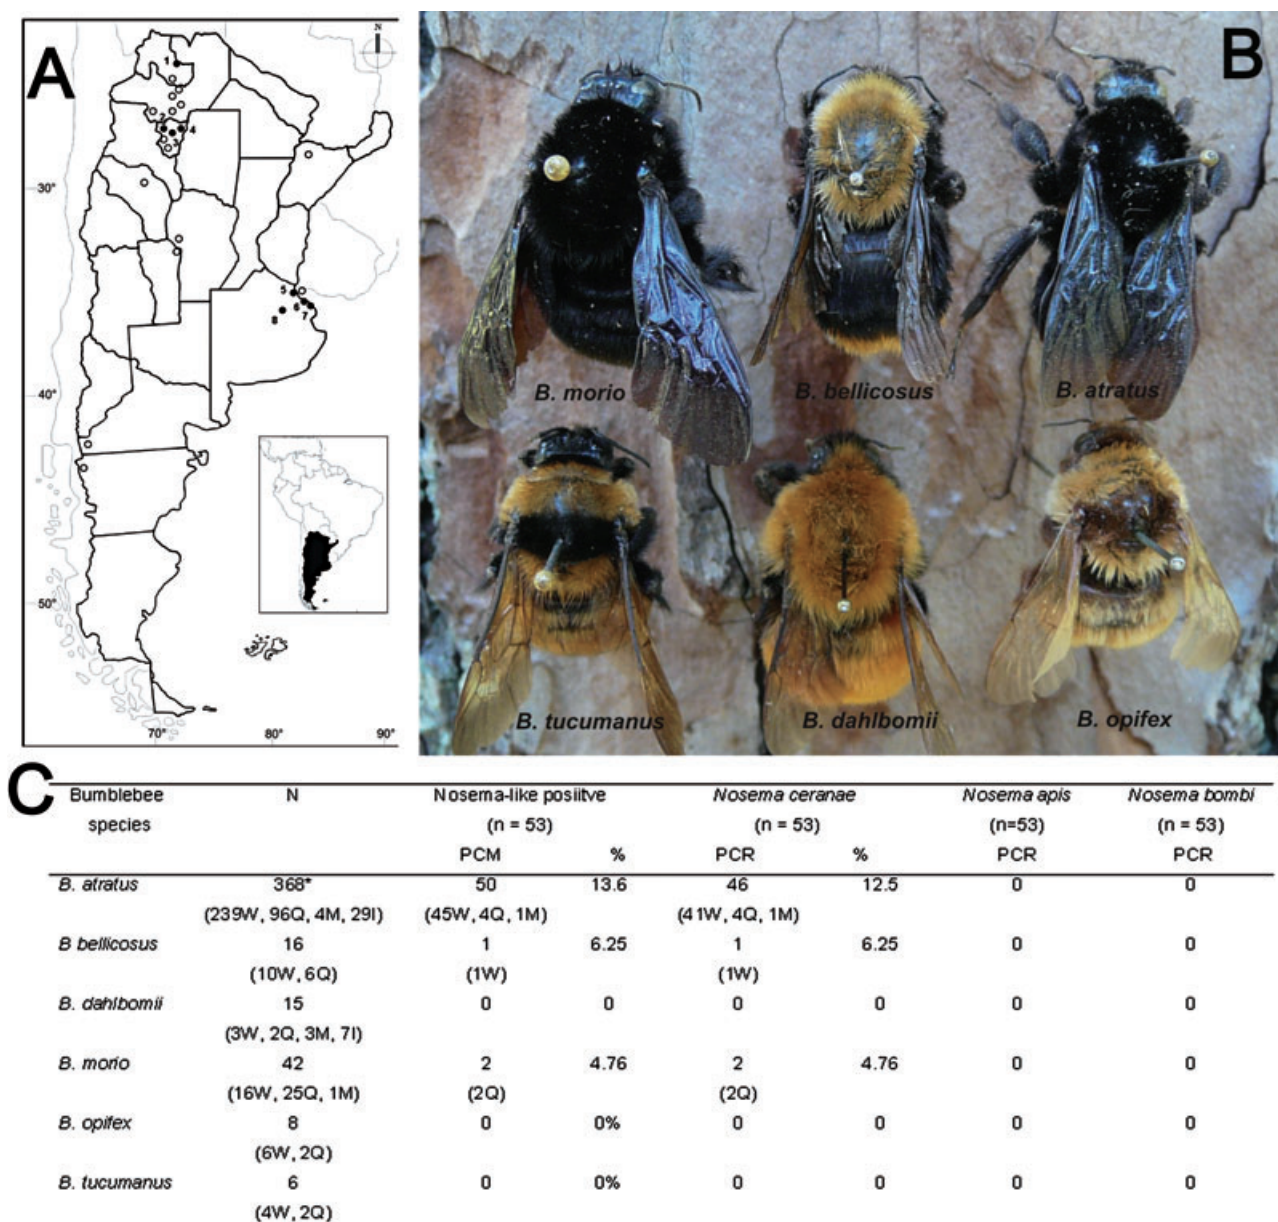 A
N
1
2
4
3
30°
5
6
7
8
40°
50°
70°
80°
90°
B
B. morio
B. bellicosus
B. atratus
B. tucumanus
B. dahlbomii
B. opifex
C
Bumblebee N Nosema-like posiitve Nosema ceranae Nosema apis Nosema bombi
species (n = 53) (n = 53) (n=53) (n = 53)
PCM % PCR % PCR PCR
B. atratus 368* 50 13.6 46 12.5 0 0
(239W, 96Q, 4M, 29I) (45W, 4Q, 1M) (41W, 4Q, 1M)
B bellicosus 16 1 6.25 1 6.25 0 0
(10W, 6Q) (1W) (1W)
B. dahlbomii 15 0 0 0 0 0 0
(3W, 2Q, 3M, 7I)
B. morio 42 2 4.76 2 4.76 0 0
(16W, 25Q, 1M) (2Q) (2Q)
B. opifex 8 0 0% 0 0 0 0
(6W, 2Q)
B. tucumanus 6 0 0% 0 0 0 0
(4W, 2Q)